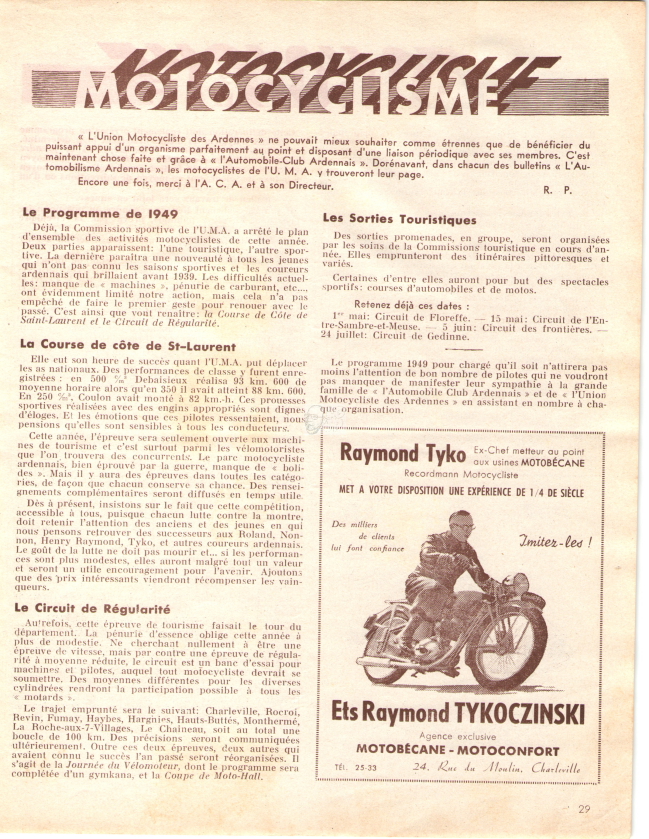 MOTOCYCLISME
« L'Union Motocycliste des Ardennes » ne pouvait mieux souhaiter comme étrennes que de bénéficier du
puissant appui d'un organisme parfaitement au point et disposant d'une liaison périodique avec ses membres. C'est
maintenant chose faite et grâce à « l'Automobile-Club Ardennais ». Dorénavant, dans chacun des bulletins « L'Au-
tomobilisme Ardennais », les motocyclistes de l'U. M. A. y trouveront leur page.
Encore une fois, merci à l'A. C. A. et à son Directeur.
R. P.
Le Programme de 1949
Déjà, la Commission sportive de l'U.M.A. a arrêté le plan
d'ensemble des activités motocyclistes de cette année.
Deux parties apparaissent: l'une touristique, l'autre spor-
tive. La dernière paraîtra une nouveauté à tous les jeunes
qui n'ont pas connu les saisons sportives et les coureurs
ardennais qui brillaient avant 1939. Les difficultés actuel-
les: manque de « machines », pénurie de carburant, etc...,
ont évidemment limité notre action, mais cela n'a pas
empêché de faire le premier geste pour renouer avec le
passé. C'est ainsi que vont renaître: la Course de Côte de
Saint-Laurent et le Circuit de Régularité.
La Course de côte de St-Laurent
Elle eut son heure de succès quant l'U.M.A. put déplacer
les as nationaux. Des performances de classe y furent enre-
gistrées : en 500 ‰³ Debaisieux réalisa 93 km. 600 de
moyenne horaire alors qu'en 350 il avait atteint 88 km. 600.
En 250 ‰³, Coulon avait monté à 82 km.-h. Ces prouesses
sportives réalisées avec des engins appropriés sont dignes
d'éloges. Et les émotions que ces pilotes ressentaient, nous
pensions qu'elles sont sensibles à tous les conducteurs.
Cette année, l'épreuve sera seulement ouverte aux machi-
nes de tourisme et c'est surtout parmi les vélomotoristes
que l'on trouvera des concurrents. Le parc motocycliste
ardennais, bien éprouvé par la guerre, manque de « boli-
des ». Mais il y aura des épreuves dans toutes les catégo-
ries, de façon que chacun conserve sa chance. Des rensei-
gnements complémentaires seront diffusés en temps utile.
Dès à présent, insistons sur le fait que cette compétition,
accessible à tous, puisque chacun lutte contre la montre,
doit retenir l'attention des anciens et des jeunes en qui
nous pensons retrouver des successeurs aux Roland, Non-
non, Henry Raymond, Tyko, et autres coureurs ardennais.
Le goût de la lutte ne doit pas mourir et... si les performan-
ces sont plus modestes, elles auront malgré tout un valeur
et seront un utile encouragement pour l'avenir. Ajoutons
que des prix intéressants viendront récompenser les vain-
queurs.
Le Circuit de Régularité
Autrefois, cette épreuve de tourisme faisait le tour du
département. La pénurie d'essence oblige cette année à
plus de modestie. Ne cherchant nullement à être une
épreuve de vitesse, mais par contre une épreuve de régula-
rité à moyenne réduite, le circuit est un banc d'essai pour
machines et pilotes, auquel tout motocycliste devrait se
soumettre. Des moyennes différentes pour les diverses
cylindrées rendront la participation possible à tous les
« motards ».
Le trajet emprunté sera le suivant: Charleville, Rocroi,
Revin, Fumay, Haybes, Hargnies, Hauts-Buttés, Monthermé,
La Roche-aux-7-Villages, Le Chaineau, soit au total une
boucle de 100 km. Des précisions seront communiquées
ultérieurement. Outre ces deux épreuves, deux autres qui
avaient connu le succès l'an passé seront réorganisées. Il
s'agit de la Journée du Vélomoteur, dont le programme sera
complétée d'un gymkana, et la Coupe de Moto-Hall.
Les Sorties Touristiques
Des sorties promenades, en groupe, seront organisées
par les soins de la Commissions touristique en cours d'an-
née. Elles emprunteront des itinéraires pittoresques et
variés.
Certaines d'entre elles auront pour but des spectacles
sportifs: courses d'automobiles et de motos.
Retenez déjà ces dates :
1er mai: Circuit de Floreffe. — 15 mai: Circuit de l'En-
tre-Sambre-et-Meuse. — 5 juin: Circuit des frontières. —
24 juillet: Circuit de Gedinne.
Le programme 1949 pour chargé qu'il soit n'attirera pas
moins l'attention de bon nombre de pilotes qui ne voudront
pas manquer de manifester leur sympathie à la grande
famille de « l'Automobile Club Ardennais » et de « l'Union
Motocycliste des Ardennes » en assistant en nombre à cha-
que organisation.
Raymond Tyko
Ex-Chef metteur au point
aux usines MOTOBÉCANE
Recordmann Motocycliste
MET A VOTRE DISPOSITION UNE EXPÉRIENCE DE 1/4 DE SIÈCLE
Des milliers
de clients
lui font confiance
Imitez-les !
Ets Raymond TYKOCZINSKI
Agence exclusive
MOTOBÉCANE - MOTOCONFORT
TÉL. 25-33
24, Rue du Moulin, Charleville
29